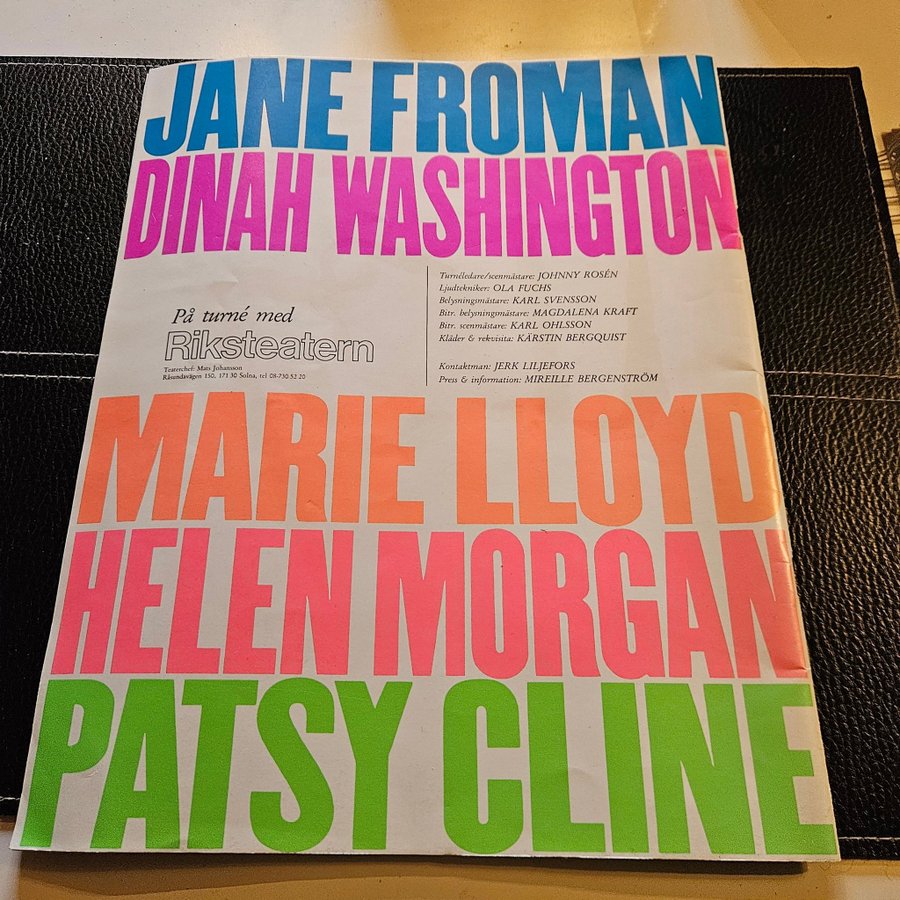 JANE FROMAN
DINAH WASHINGTON
På turné med
Riksteatern
Teaterchef: Mats Johansson
Råsundavägen 150, 171 30 Solna, tel 08-730 52 20
Turnéledare/scenmästare: JOHNNY ROSÉN
Ljudtekniker: OLA FUCHS
Belysningsmästare: KARL SVENSSON
Bitr. belysningsmästare: MAGDALENA KRAFT
Bitr. scenmästare: KARL OHLSSON
Kläder & rekvisita: KÄRSTIN BERGQUIST
Kontaktman: JERK LILJEFORS
Press & information: MIREILLE BERGENSTRÖM
MARIE LLOYD
HELEN MORGAN
PATSY CLINE